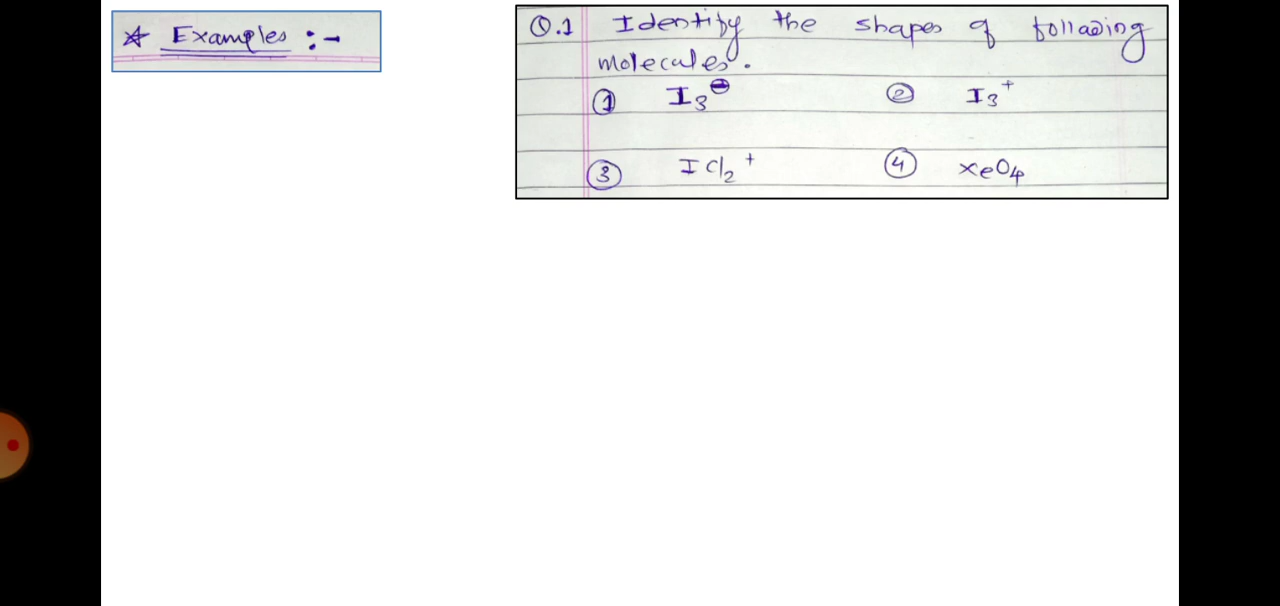 ☆ Examples :-
Q.1 Identify the shapes of following
molecules.
① I₃⊖ ② I₃⁺
③ ICl₂⁺ ④ XeO₄